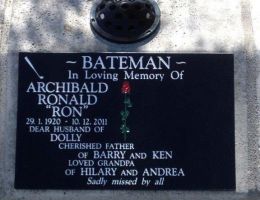 ~ BATEMAN ~
In Loving Memory Of
ARCHIBALD
RONALD
"RON"
29. 1. 1920 - 10. 12. 2011
DEAR HUSBAND OF
DOLLY
CHERISHED FATHER
OF BARRY AND KEN
LOVED GRANDPA
OF HILARY AND ANDREA
Sadly missed by all